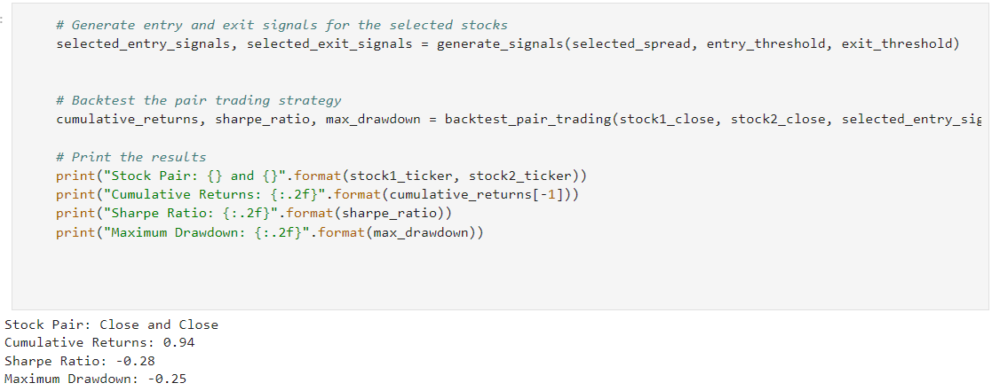 # Generate entry and exit signals for the selected stocks
selected_entry_signals, selected_exit_signals = generate_signals(selected_spread, entry_threshold, exit_threshold)
# Backtest the pair trading strategy
cumulative_returns, sharpe_ratio, max_drawdown = backtest_pair_trading(stock1_close, stock2_close, selected_entry_sig
# Print the results
print("Stock Pair: {} and {}".format(stock1_ticker, stock2_ticker))
print("Cumulative Returns: {:.2f}".format(cumulative_returns[-1]))
print("Sharpe Ratio: {:.2f}".format(sharpe_ratio))
print("Maximum Drawdown: {:.2f}".format(max_drawdown))
Stock Pair: Close and Close
Cumulative Returns: 0.94
Sharpe Ratio: -0.28
Maximum Drawdown: -0.25